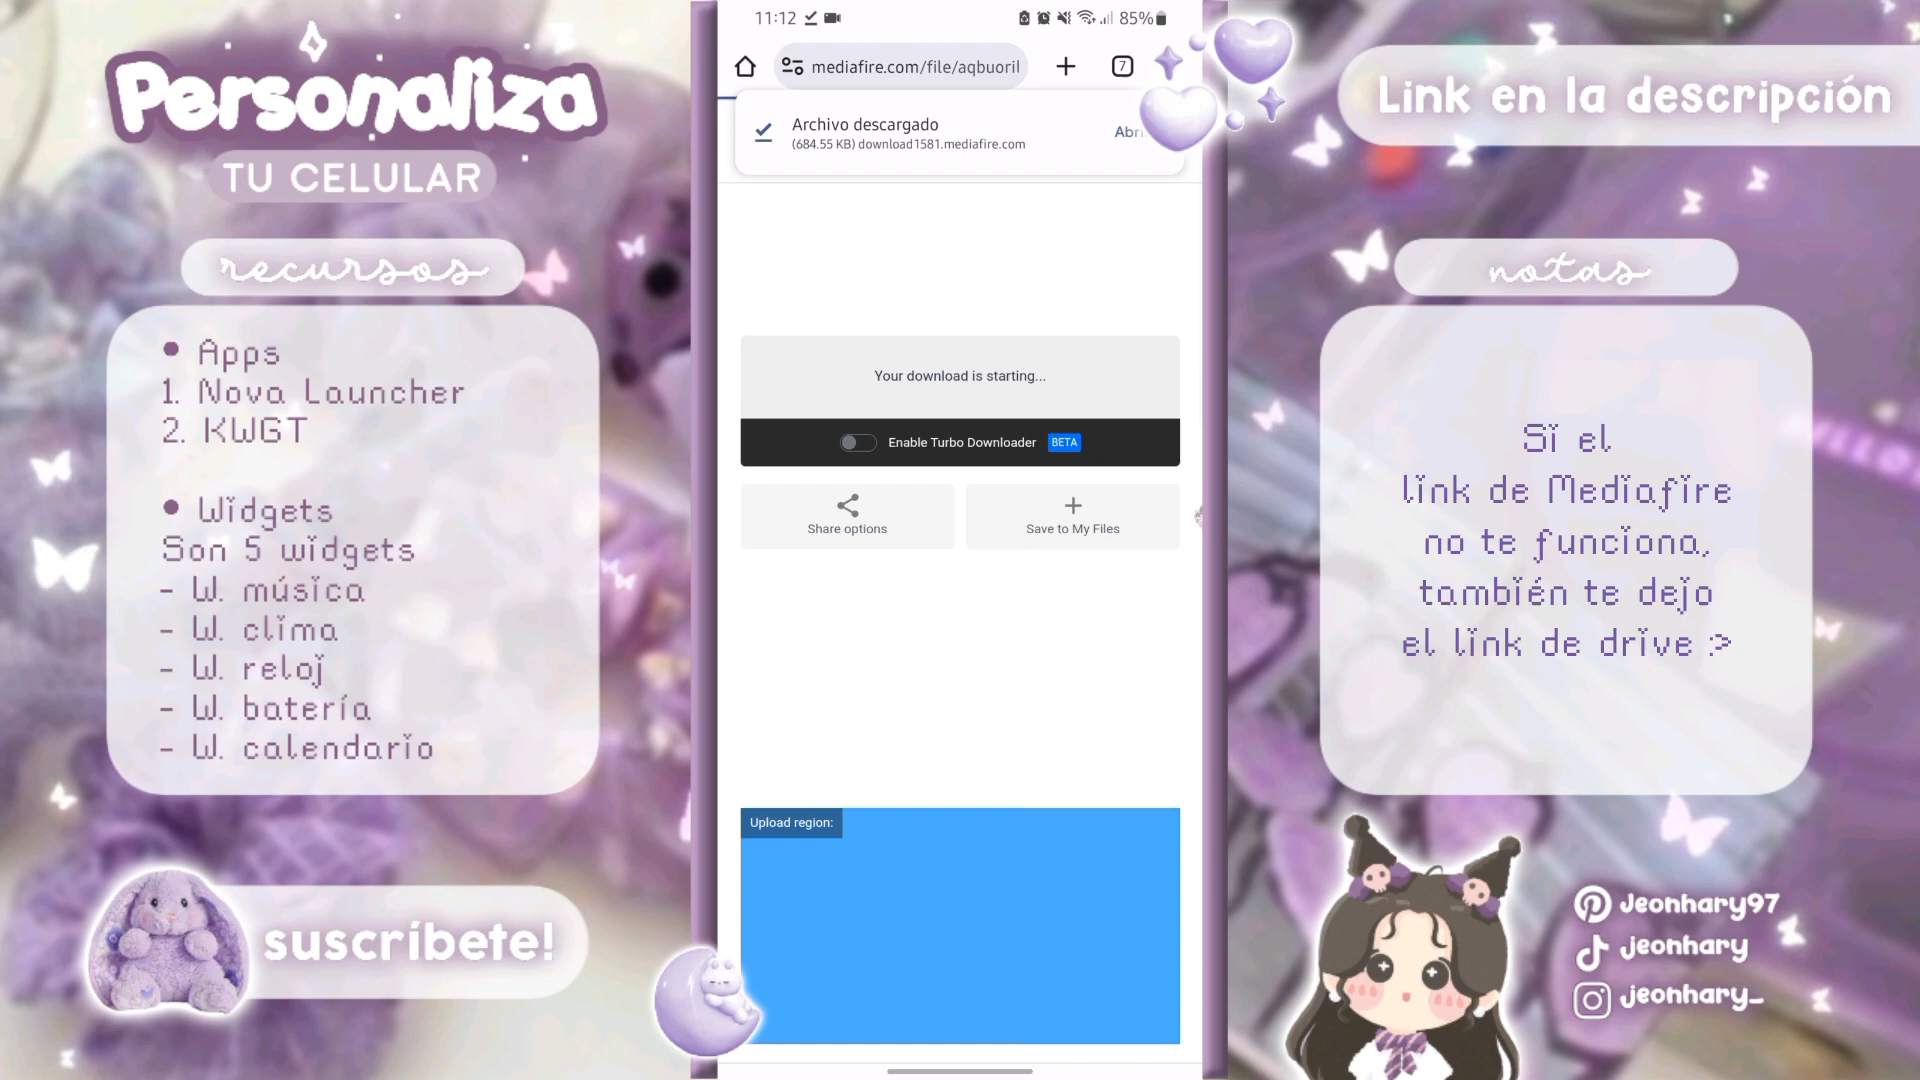 Personaliza
TU CELULAR
recursos
• Apps
1. Nova Launcher
2. KWGT
• Widgets
Son 5 widgets
- W. música
- W. clima
- W. reloj
- W. batería
- W. calendario
suscríbete!
11:12
85%
mediafire.com/file/aqbuoril
7
Archivo descargado
(684.55 KB) download1581.mediafire.com
Abri
Your download is starting...
Enable Turbo Downloader BETA
Share options
Save to My Files
Upload region:
Link en la descripción
notas
Si el
link de Mediafire
no te funciona,
también te dejo
el link de drive :>
Jeonhary97
jeonhary
jeonhary_